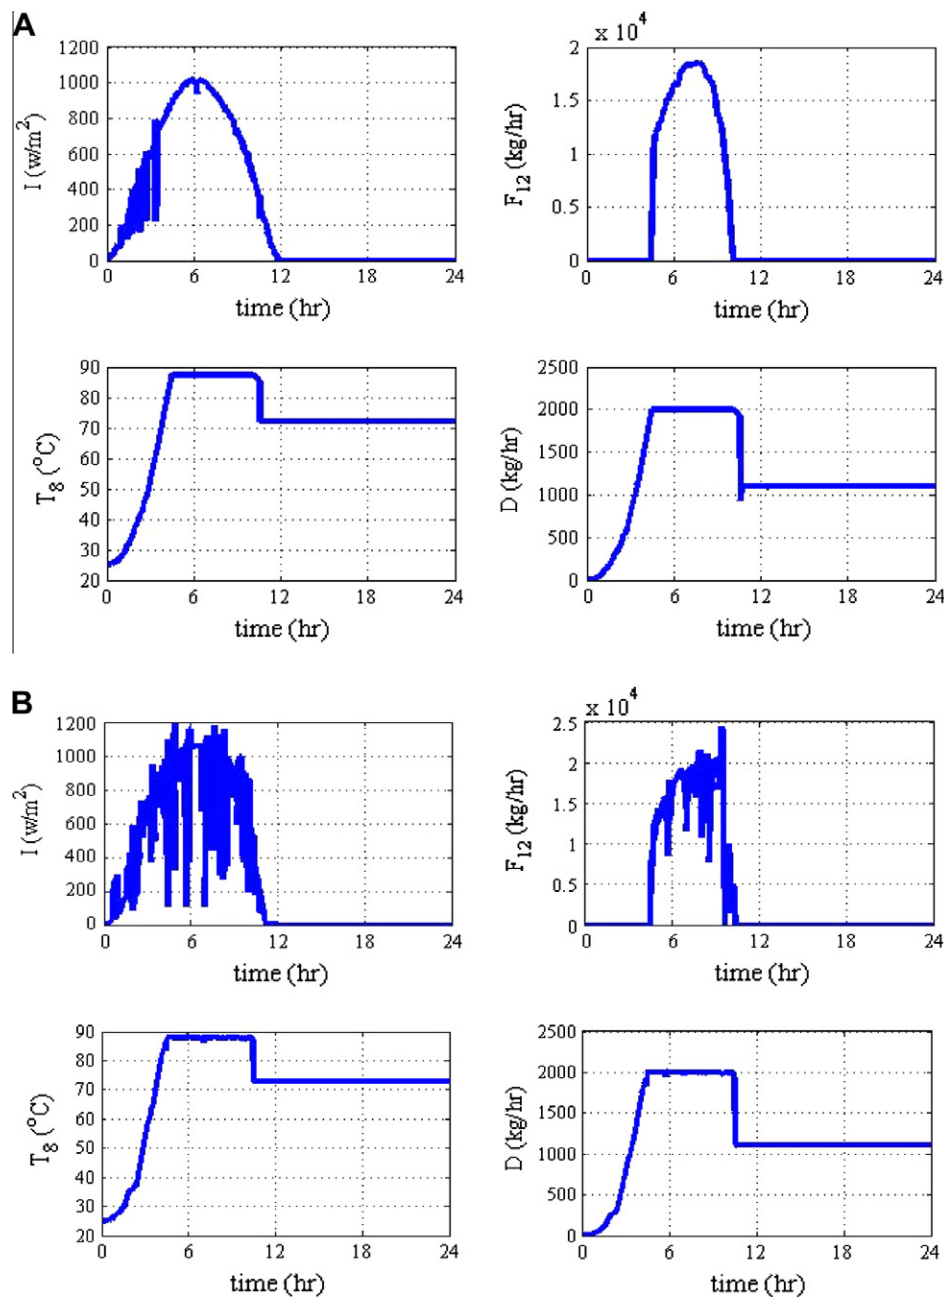 A
I (w/m²)
1200
1000
800
600
400
200
0
0 6 12 18 24
time (hr)
x 10⁴
F₁₂ (kg/hr)
2
1.5
1
0.5
0
0 6 12 18 24
time (hr)
T₈ (°C)
90
80
70
60
50
40
30
20
0 6 12 18 24
time (hr)
D (kg/hr)
2500
2000
1500
1000
500
0
0 6 12 18 24
time (hr)
B
I (w/m²)
1200
1000
800
600
400
200
0
0 6 12 18 24
time (hr)
x 10⁴
F₁₂ (kg/hr)
2.5
2
1.5
1
0.5
0
0 6 12 18 24
time (hr)
T₈ (°C)
90
80
70
60
50
40
30
20
0 6 12 18 24
time (hr)
D (kg/hr)
2500
2000
1500
1000
500
0
0 6 12 18 24
time (hr)